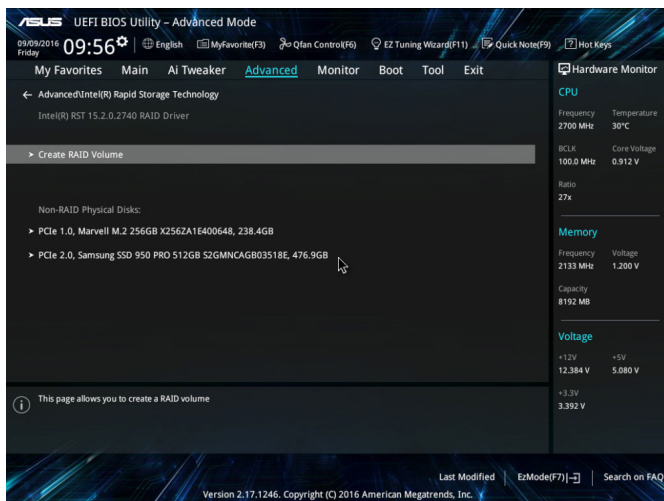 ASUS UEFI BIOS Utility – Advanced Mode
09/09/2016 Friday 09:56 English MyFavorite(F3) Qfan Control(F6) EZ Tuning Wizard(F11) Quick Note(F9) ? Hot Keys
My Favorites Main Ai Tweaker Advanced Monitor Boot Tool Exit
Hardware Monitor
← Advanced\Intel(R) Rapid Storage Technology
Intel(R) RST 15.2.0.2740 RAID Driver
> Create RAID Volume
Non-RAID Physical Disks:
> PCIe 1.0, Marvell M.2 256GB X256ZA1E400648, 238.4GB
> PCIe 2.0, Samsung SSD 950 PRO 512GB S2GMNCAGB03518E, 476.9GB
CPU
Frequency Temperature
2700 MHz 30°C
BCLK Core Voltage
100.0 MHz 0.912 V
Ratio
27x
Memory
Frequency Voltage
2133 MHz 1.200 V
Capacity
8192 MB
Voltage
+12V +5V
12.384 V 5.080 V
+3.3V
3.392 V
i This page allows you to create a RAID volume
Last Modified EzMode(F7) Search on FAQ
Version 2.17.1246. Copyright (C) 2016 American Megatrends, Inc.